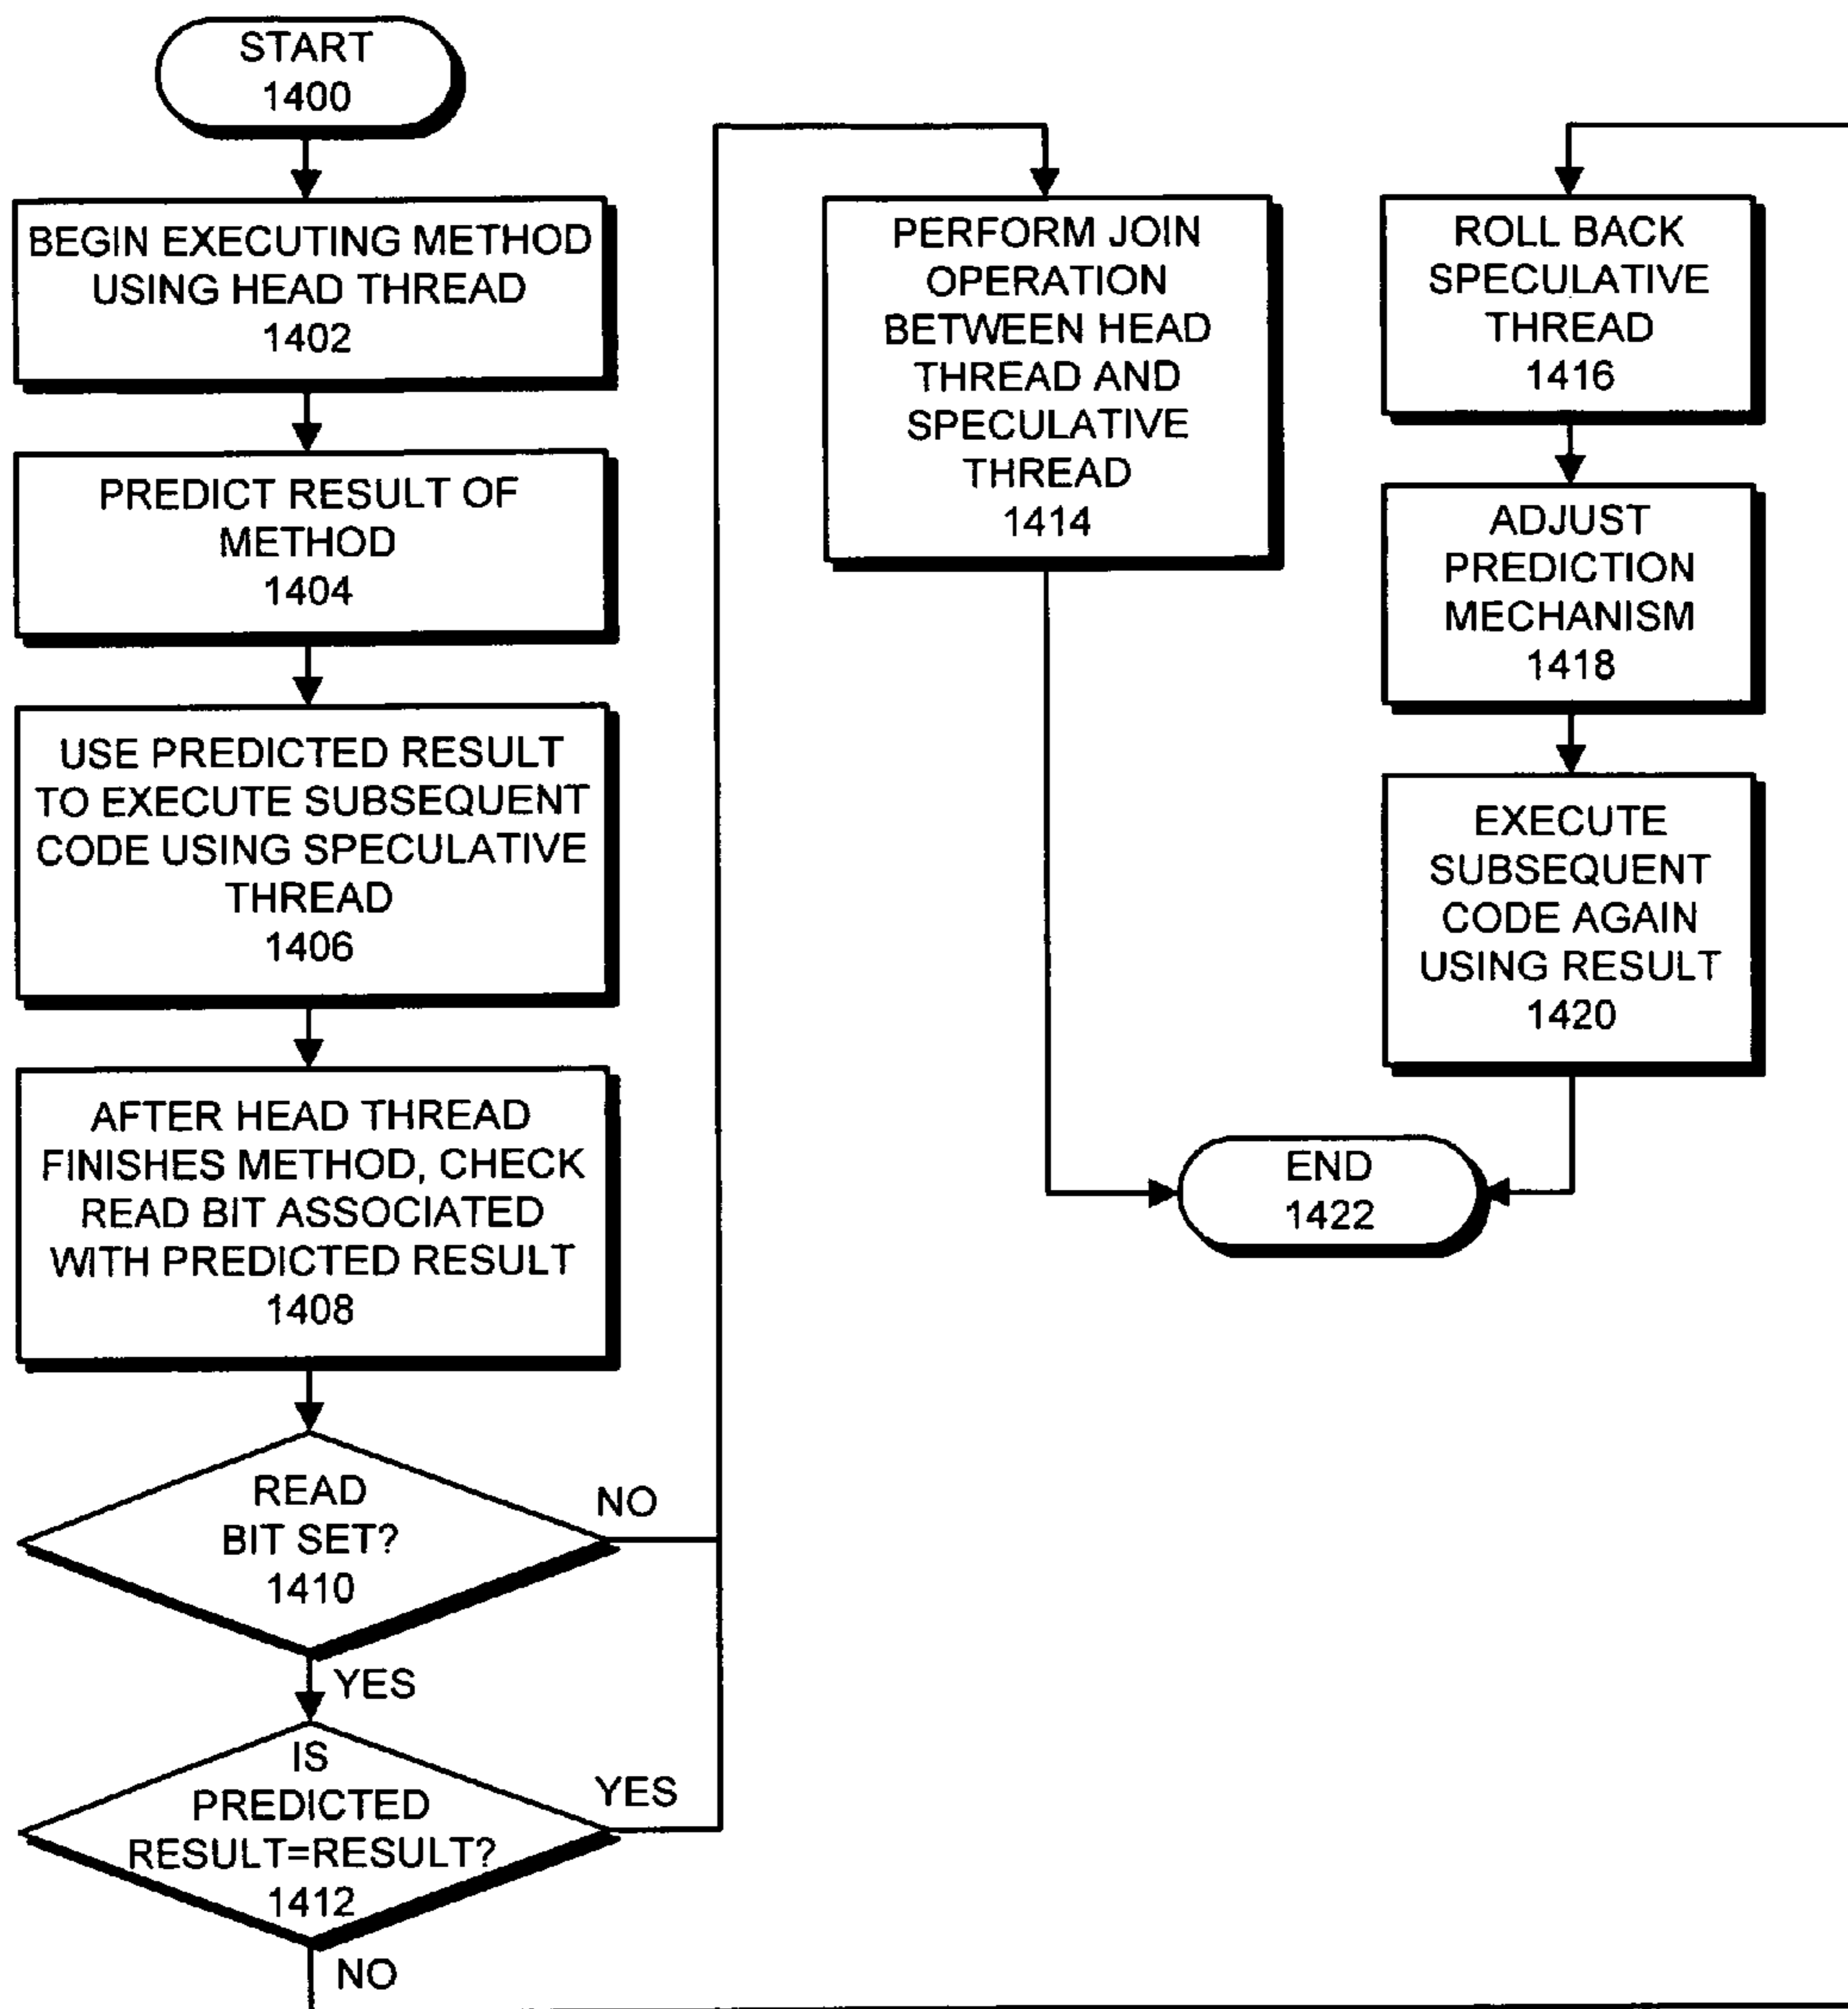 START
1400
BEGIN EXECUTING METHOD
USING HEAD THREAD
1402
PREDICT RESULT OF
METHOD
1404
USE PREDICTED RESULT
TO EXECUTE SUBSEQUENT
CODE USING SPECULATIVE
THREAD
1406
AFTER HEAD THREAD
FINISHES METHOD, CHECK
READ BIT ASSOCIATED
WITH PREDICTED RESULT
1408
READ
BIT SET?
1410
NO
YES
IS
PREDICTED
RESULT=RESULT?
1412
YES
NO
PERFORM JOIN
OPERATION
BETWEEN HEAD
THREAD AND
SPECULATIVE
THREAD
1414
ROLL BACK
SPECULATIVE
THREAD
1416
ADJUST
PREDICTION
MECHANISM
1418
EXECUTE
SUBSEQUENT
CODE AGAIN
USING RESULT
1420
END
1422